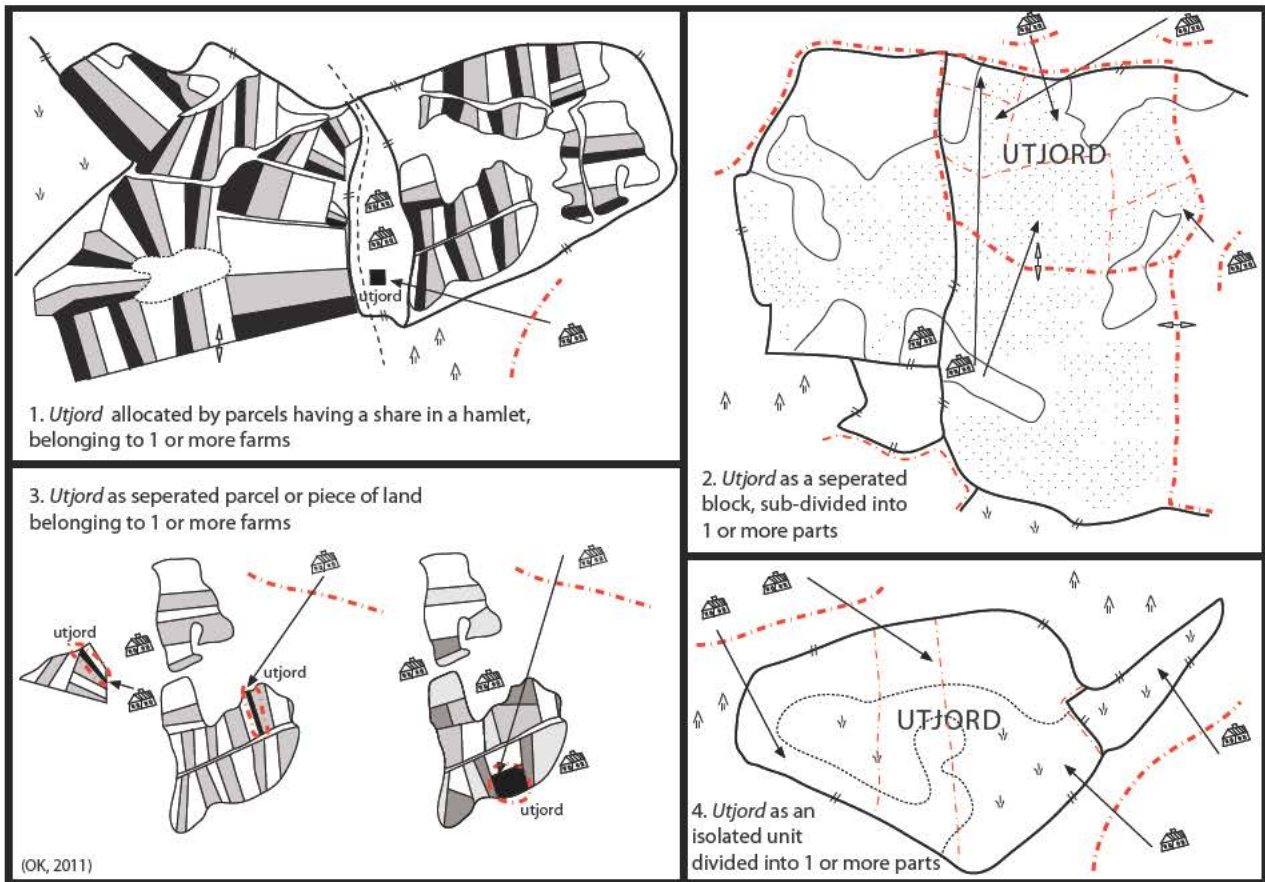 utjord
1. Utjord allocated by parcels having a share in a hamlet,
belonging to 1 or more farms
UTJORD
2. Utjord as a seperated
block, sub-divided into
1 or more parts
3. Utjord as seperated parcel or piece of land
belonging to 1 or more farms
utjord
utjord
utjord
(OK, 2011)
UTJORD
4. Utjord as an
isolated unit
divided into 1 or more parts